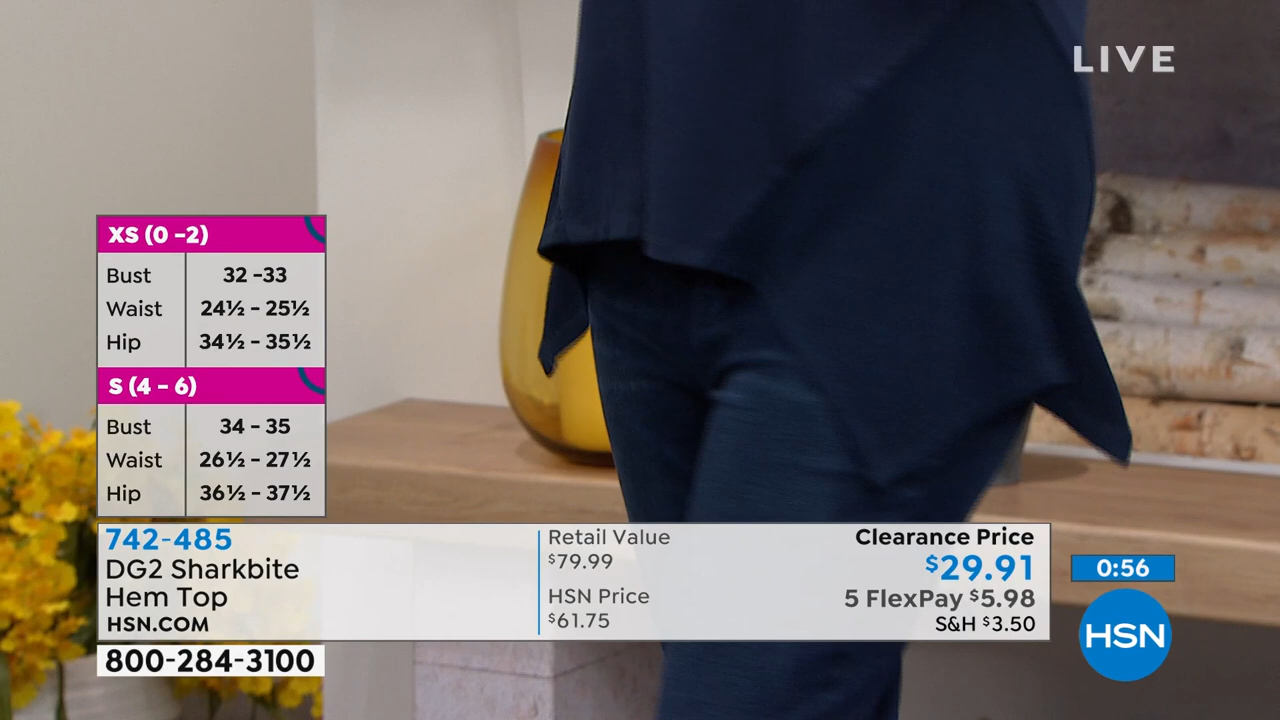 LIVE
XS (0 –2)
Bust 32 –33
Waist 24½ – 25½
Hip 34½ – 35½
S (4 – 6)
Bust 34 – 35
Waist 26½ – 27½
Hip 36½ – 37½
742-485
DG2 Sharkbite
Hem Top
HSN.COM
800-284-3100
Retail Value
$79.99
HSN Price
$61.75
Clearance Price
$29.91
5 FlexPay $5.98
S&H $3.50
0:56
HSN